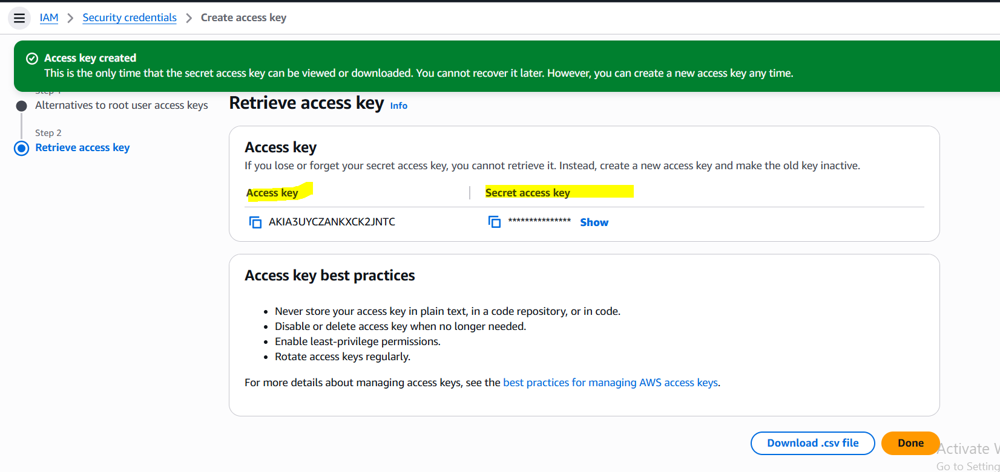 IAM > Security credentials > Create access key
Access key created
This is the only time that the secret access key can be viewed or downloaded. You cannot recover it later. However, you can create a new access key any time.
Step 1
Alternatives to root user access keys
Step 2
Retrieve access key
Retrieve access key Info
Access key
If you lose or forget your secret access key, you cannot retrieve it. Instead, create a new access key and make the old key inactive.
Access key
Secret access key
AKIA3UYCZANKXCK2JNTC
*************** Show
Access key best practices
• Never store your access key in plain text, in a code repository, or in code.
• Disable or delete access key when no longer needed.
• Enable least-privilege permissions.
• Rotate access keys regularly.
For more details about managing access keys, see the best practices for managing AWS access keys.
Download .csv file
Done
Activate W
Go to Setting